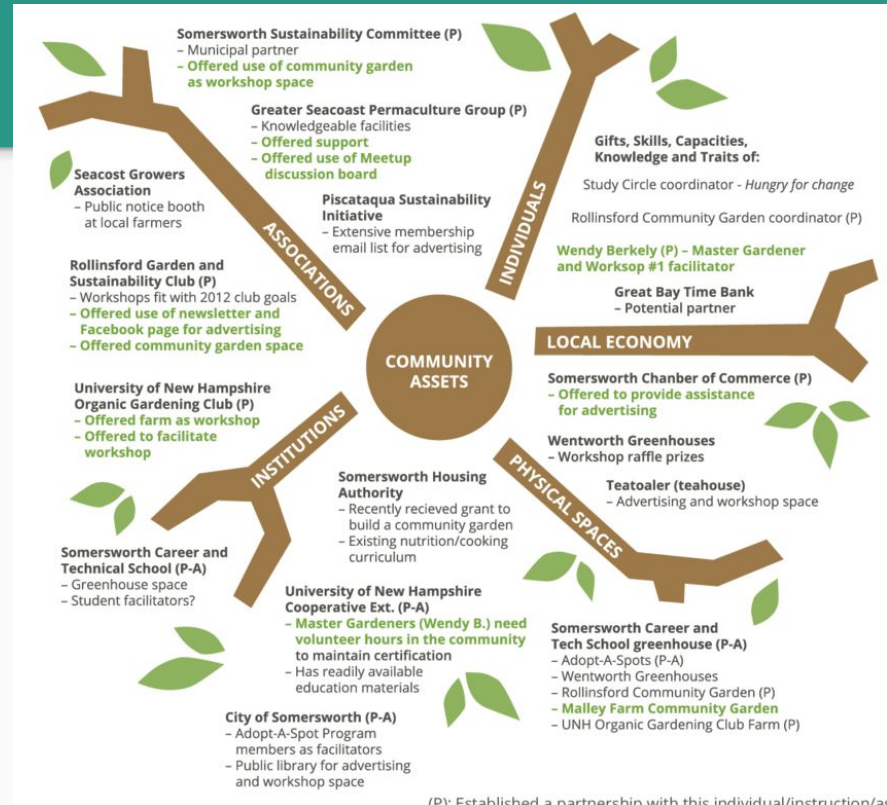 Somersworth Sustainability Committee (P)
– Municipal partner
– Offered use of community garden
as workshop space
Greater Seacoast Permaculture Group (P)
– Knowledgeable facilities
– Offered support
– Offered use of Meetup
discussion board
Seacost Growers
Association
– Public notice booth
at local farmers
Piscataqua Sustainability
Initiative
– Extensive membership
email list for advertising
Rollinsford Garden and
Sustainability Club (P)
– Workshops fit with 2012 club goals
– Offered use of newsletter and
Facebook page for advertising
– Offered community garden space
University of New Hampshire
Organic Gardening Club (P)
– Offered farm as workshop
– Offered to facilitate
workshop
ASSOCIATIONS
INDIVIDUALS
Gifts, Skills, Capacities,
Knowledge and Traits of:
Study Circle coordinator - Hungry for change
Rollinsford Community Garden coordinator (P)
Wendy Berkely (P) – Master Gardener
and Worksop #1 facilitator
Great Bay Time Bank
– Potential partner
LOCAL ECONOMY
COMMUNITY
ASSETS
Somersworth Chanber of Commerce (P)
– Offered to provide assistance
for advertising
Wentworth Greenhouses
– Workshop raffle prizes
Teatoaler (teahouse)
– Advertising and workshop space
INSTITUTIONS
PHYSICAL SPACES
Somersworth Housing
Authority
– Recently recieved grant to
build a community garden
– Existing nutrition/cooking
curriculum
Somersworth Career and
Technical School (P-A)
– Greenhouse space
– Student facilitators?
University of New Hampshire
Cooperative Ext. (P-A)
– Master Gardeners (Wendy B.) need
volunteer hours in the community
to maintain certification
– Has readily available
education materials
City of Somersworth (P-A)
– Adopt-A-Spot Program
members as facilitators
– Public library for advertising
and workshop space
Somersworth Career and
Tech School greenhouse (P-A)
– Adopt-A-Spots (P-A)
– Wentworth Greenhouses
– Rollinsford Community Garden (P)
– Malley Farm Community Garden
– UNH Organic Gardening Club Farm (P)
(P): Established a partnership with this individual/instruction/as